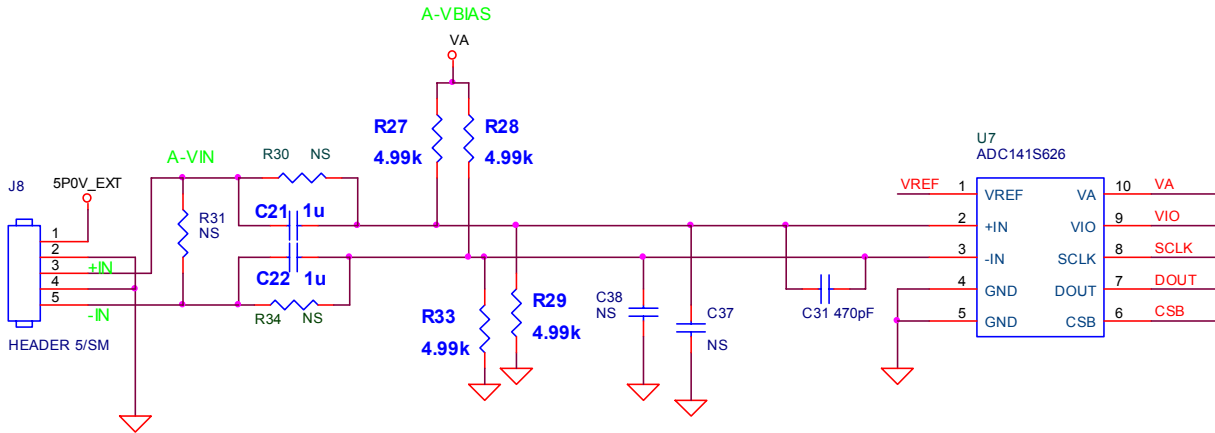 A-VBIAS
VA
R27
4.99k
R28
4.99k
U7
ADC141S626
A-VIN
R30 NS
J8
5P0V_EXT
R31
NS
C21 1u
C22 1u
R34 NS
1
2
3
4
5
+IN
-IN
HEADER 5/SM
R33
4.99k
R29
4.99k
C38
NS
C37
NS
C31 470pF
VREF 1 VREF VA 10 VA
2 +IN VIO 9 VIO
3 -IN SCLK 8 SCLK
4 GND DOUT 7 DOUT
5 GND CSB 6 CSB